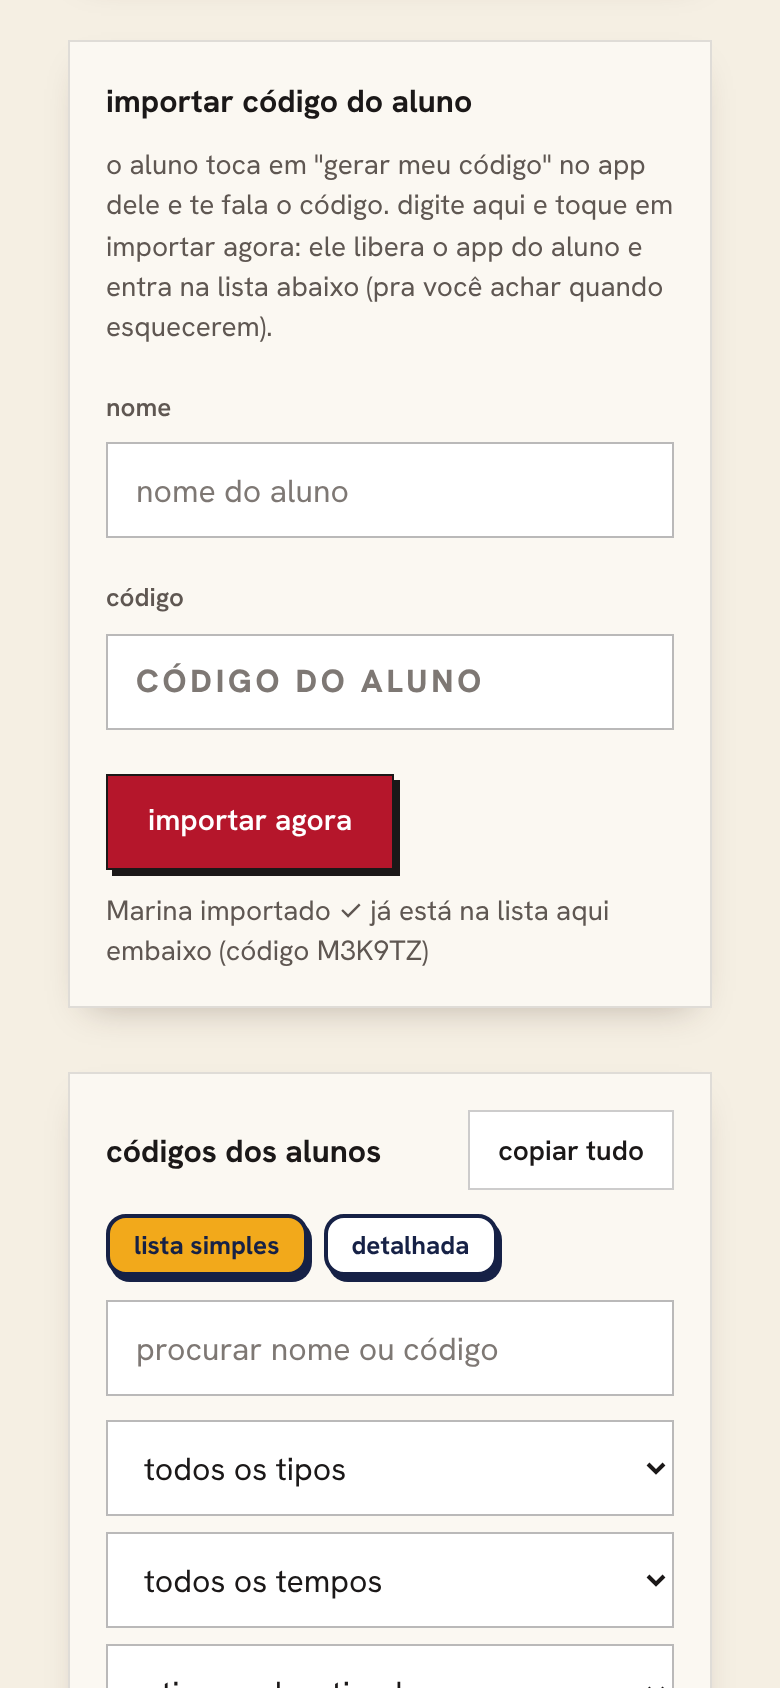 importar código do aluno
o aluno toca em "gerar meu código" no app
dele e te fala o código. digite aqui e toque em
importar agora: ele libera o app do aluno e
entra na lista abaixo (pra você achar quando
esquecerem).
nome
nome do aluno
código
CÓDIGO DO ALUNO
importar agora
Marina importado ✓ já está na lista aqui
embaixo (código M3K9TZ)
códigos dos alunos
copiar tudo
lista simples
detalhada
procurar nome ou código
todos os tipos
todos os tempos